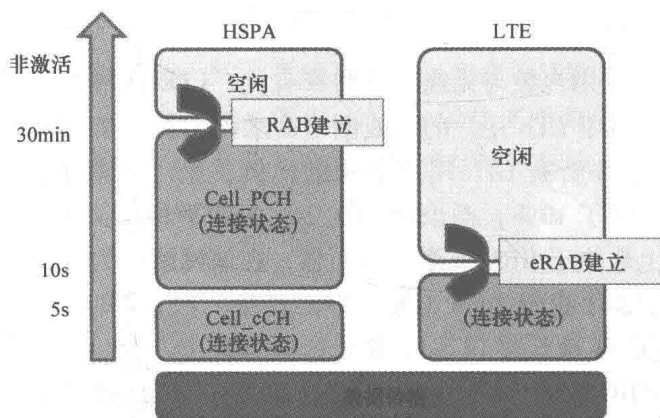 HSPA
LTE
非激活
空闲
30min
RAB建立
空闲
Cell_PCH
(连接状态)
10s
eRAB建立
5s
Cell_cCH
(连接状态)
(连接状态)